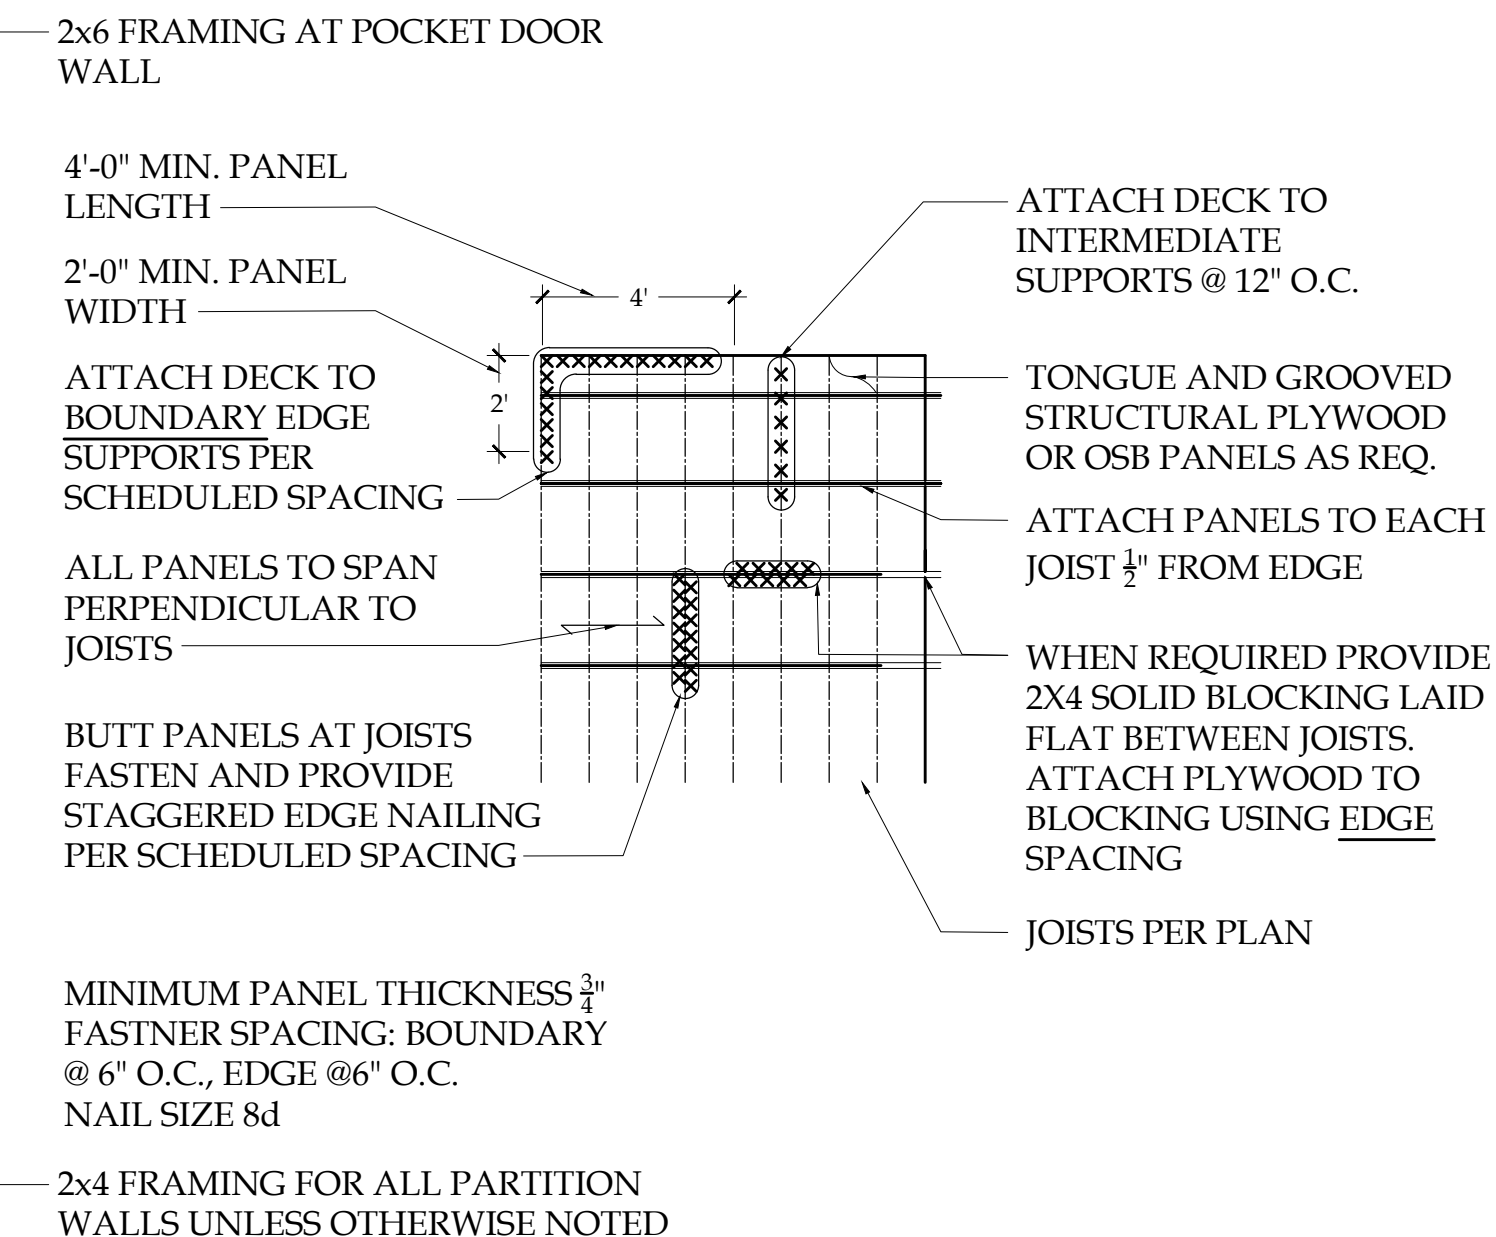 2x6 FRAMING AT POCKET DOOR
WALL
4'-0" MIN. PANEL
LENGTH
2'-0" MIN. PANEL
WIDTH
ATTACH DECK TO
BOUNDARY EDGE
SUPPORTS PER
SCHEDULED SPACING
ALL PANELS TO SPAN
PERPENDICULAR TO
JOISTS
BUTT PANELS AT JOISTS
FASTEN AND PROVIDE
STAGGERED EDGE NAILING
PER SCHEDULED SPACING
4'
2'
ATTACH DECK TO
INTERMEDIATE
SUPPORTS @ 12" O.C.
TONGUE AND GROOVED
STRUCTURAL PLYWOOD
OR OSB PANELS AS REQ.
ATTACH PANELS TO EACH
JOIST 1/2" FROM EDGE
WHEN REQUIRED PROVIDE
2X4 SOLID BLOCKING LAID
FLAT BETWEEN JOISTS.
ATTACH PLYWOOD TO
BLOCKING USING EDGE
SPACING
JOISTS PER PLAN
MINIMUM PANEL THICKNESS 3/4"
FASTNER SPACING: BOUNDARY
@ 6" O.C., EDGE @6" O.C.
NAIL SIZE 8d
2x4 FRAMING FOR ALL PARTITION
WALLS UNLESS OTHERWISE NOTED